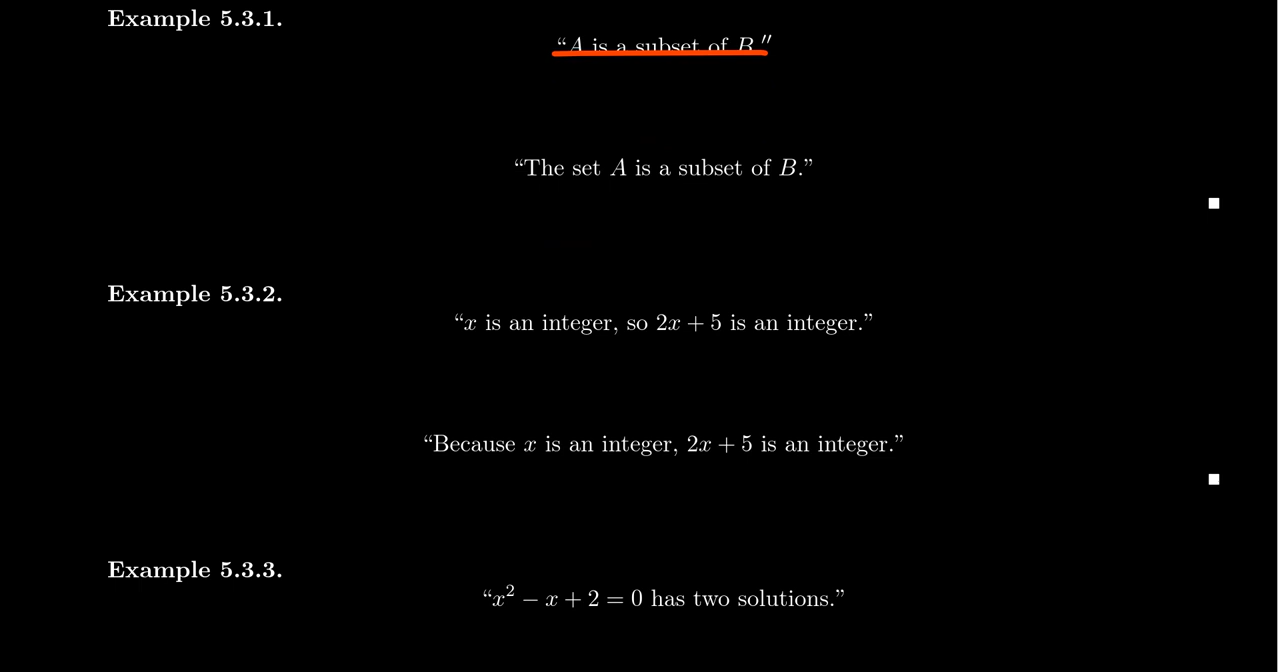 Example 5.3.1.
“A is a subset of B.”
“The set A is a subset of B.”
Example 5.3.2.
“x is an integer, so 2x + 5 is an integer.”
“Because x is an integer, 2x + 5 is an integer.”
Example 5.3.3.
“x² − x + 2 = 0 has two solutions.”